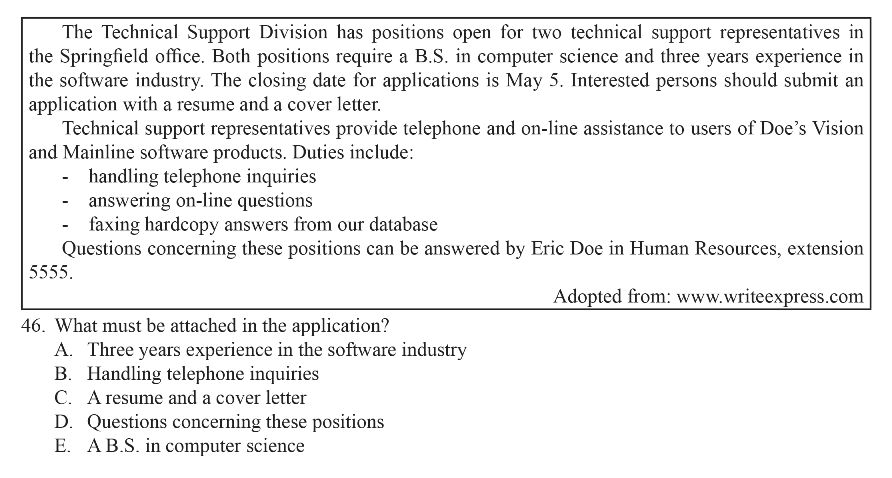 The Technical Support Division has positions open for two technical support representatives in
the Springfield office. Both positions require a B.S. in computer science and three years experience in
the software industry. The closing date for applications is May 5. Interested persons should submit an
application with a resume and a cover letter.
Technical support representatives provide telephone and on-line assistance to users of Doe's Vision
and Mainline software products. Duties include:
- handling telephone inquiries
- answering on-line questions
- faxing hardcopy answers from our database
Questions concerning these positions can be answered by Eric Doe in Human Resources, extension
5555.
Adopted from: www.writeexpress.com
46. What must be attached in the application?
A. Three years experience in the software industry
B. Handling telephone inquiries
C. A resume and a cover letter
D. Questions concerning these positions
E. A B.S. in computer science